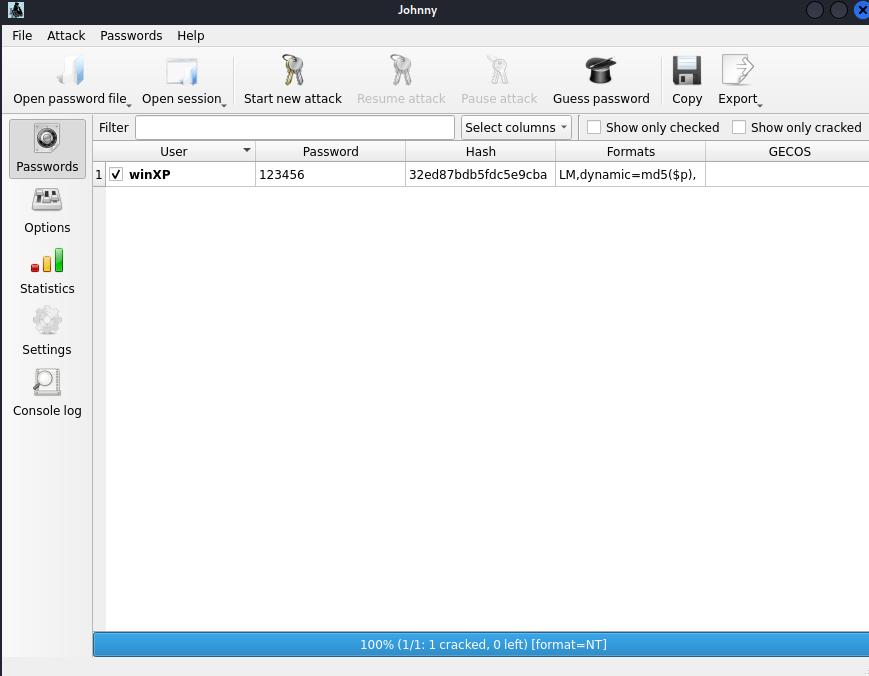 Johnny
File Attack Passwords Help
Open password file Open session Start new attack Resume attack Pause attack Guess password Copy Export
Passwords
Options
Statistics
Settings
Console log
Filter Select columns Show only checked Show only cracked
User Password Hash Formats GECOS
1 winXP 123456 32ed87bdb5fdc5e9cba LM,dynamic=md5($p),
100% (1/1: 1 cracked, 0 left) [format=NT]